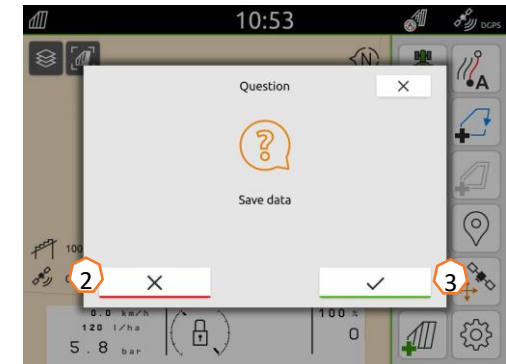 10:53
DGPS
N
A
Question
?
Save data
100
2
3
0.0 km/h
120 l/ha
5.8 bar
100 %
0